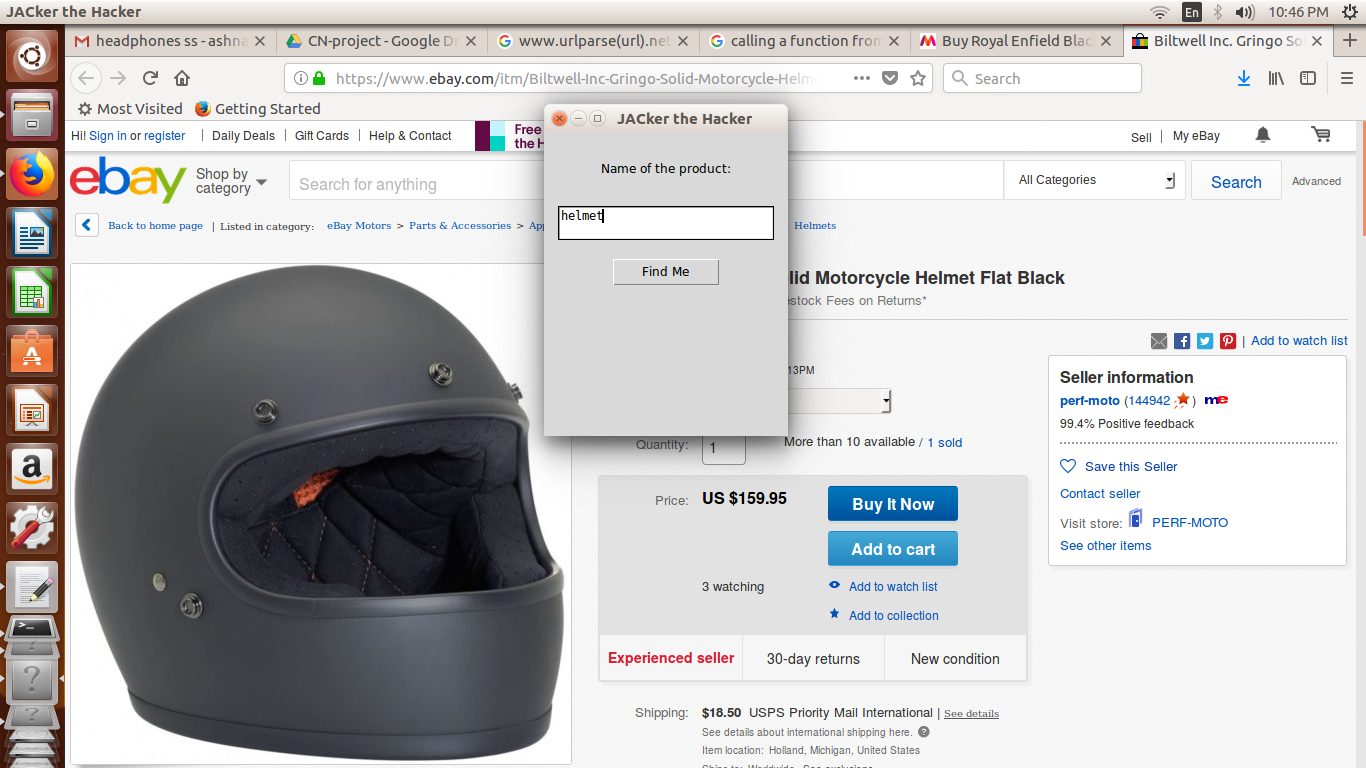 JACker the Hacker
En
10:46 PM
headphones ss - ashna
CN-project - Google Dr
www.urlparse(url).net
calling a function from
Buy Royal Enfield Blac
Biltwell Inc. Gringo So
https://www.ebay.com/itm/Biltwell-Inc-Gringo-Solid-Motorcycle-Helm
Search
Most Visited
Getting Started
Hi! Sign in or register
Daily Deals
Gift Cards
Help & Contact
Free
the H
Sell
My eBay
ebay
Shop by
category
Search for anything
All Categories
Search
Advanced
Back to home page | Listed in category: eBay Motors > Parts & Accessories > Ap
Helmets
JACker the Hacker
Name of the product:
helmet
Find Me
lid Motorcycle Helmet Flat Black
estock Fees on Returns*
| Add to watch list
13PM
Quantity: 1 More than 10 available / 1 sold
Price: US $159.95
Buy It Now
Add to cart
3 watching
Add to watch list
Add to collection
Experienced seller
30-day returns
New condition
Shipping: $18.50 USPS Priority Mail International | See details
See details about international shipping here. ?
Item location: Holland, Michigan, United States
Ships to: Worldwide See exclusions
Seller information
perf-moto (144942 ) me
99.4% Positive feedback
Save this Seller
Contact seller
Visit store: PERF-MOTO
See other items